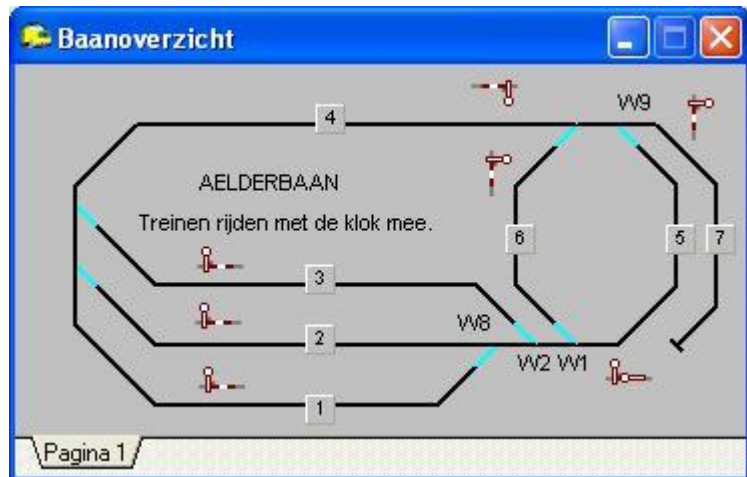 Baanoverzicht
W9
4
AELDERBAAN
Treinen rijden met de klok mee.
6
5
7
3
W8
2
W2 W1
1
Pagina 1